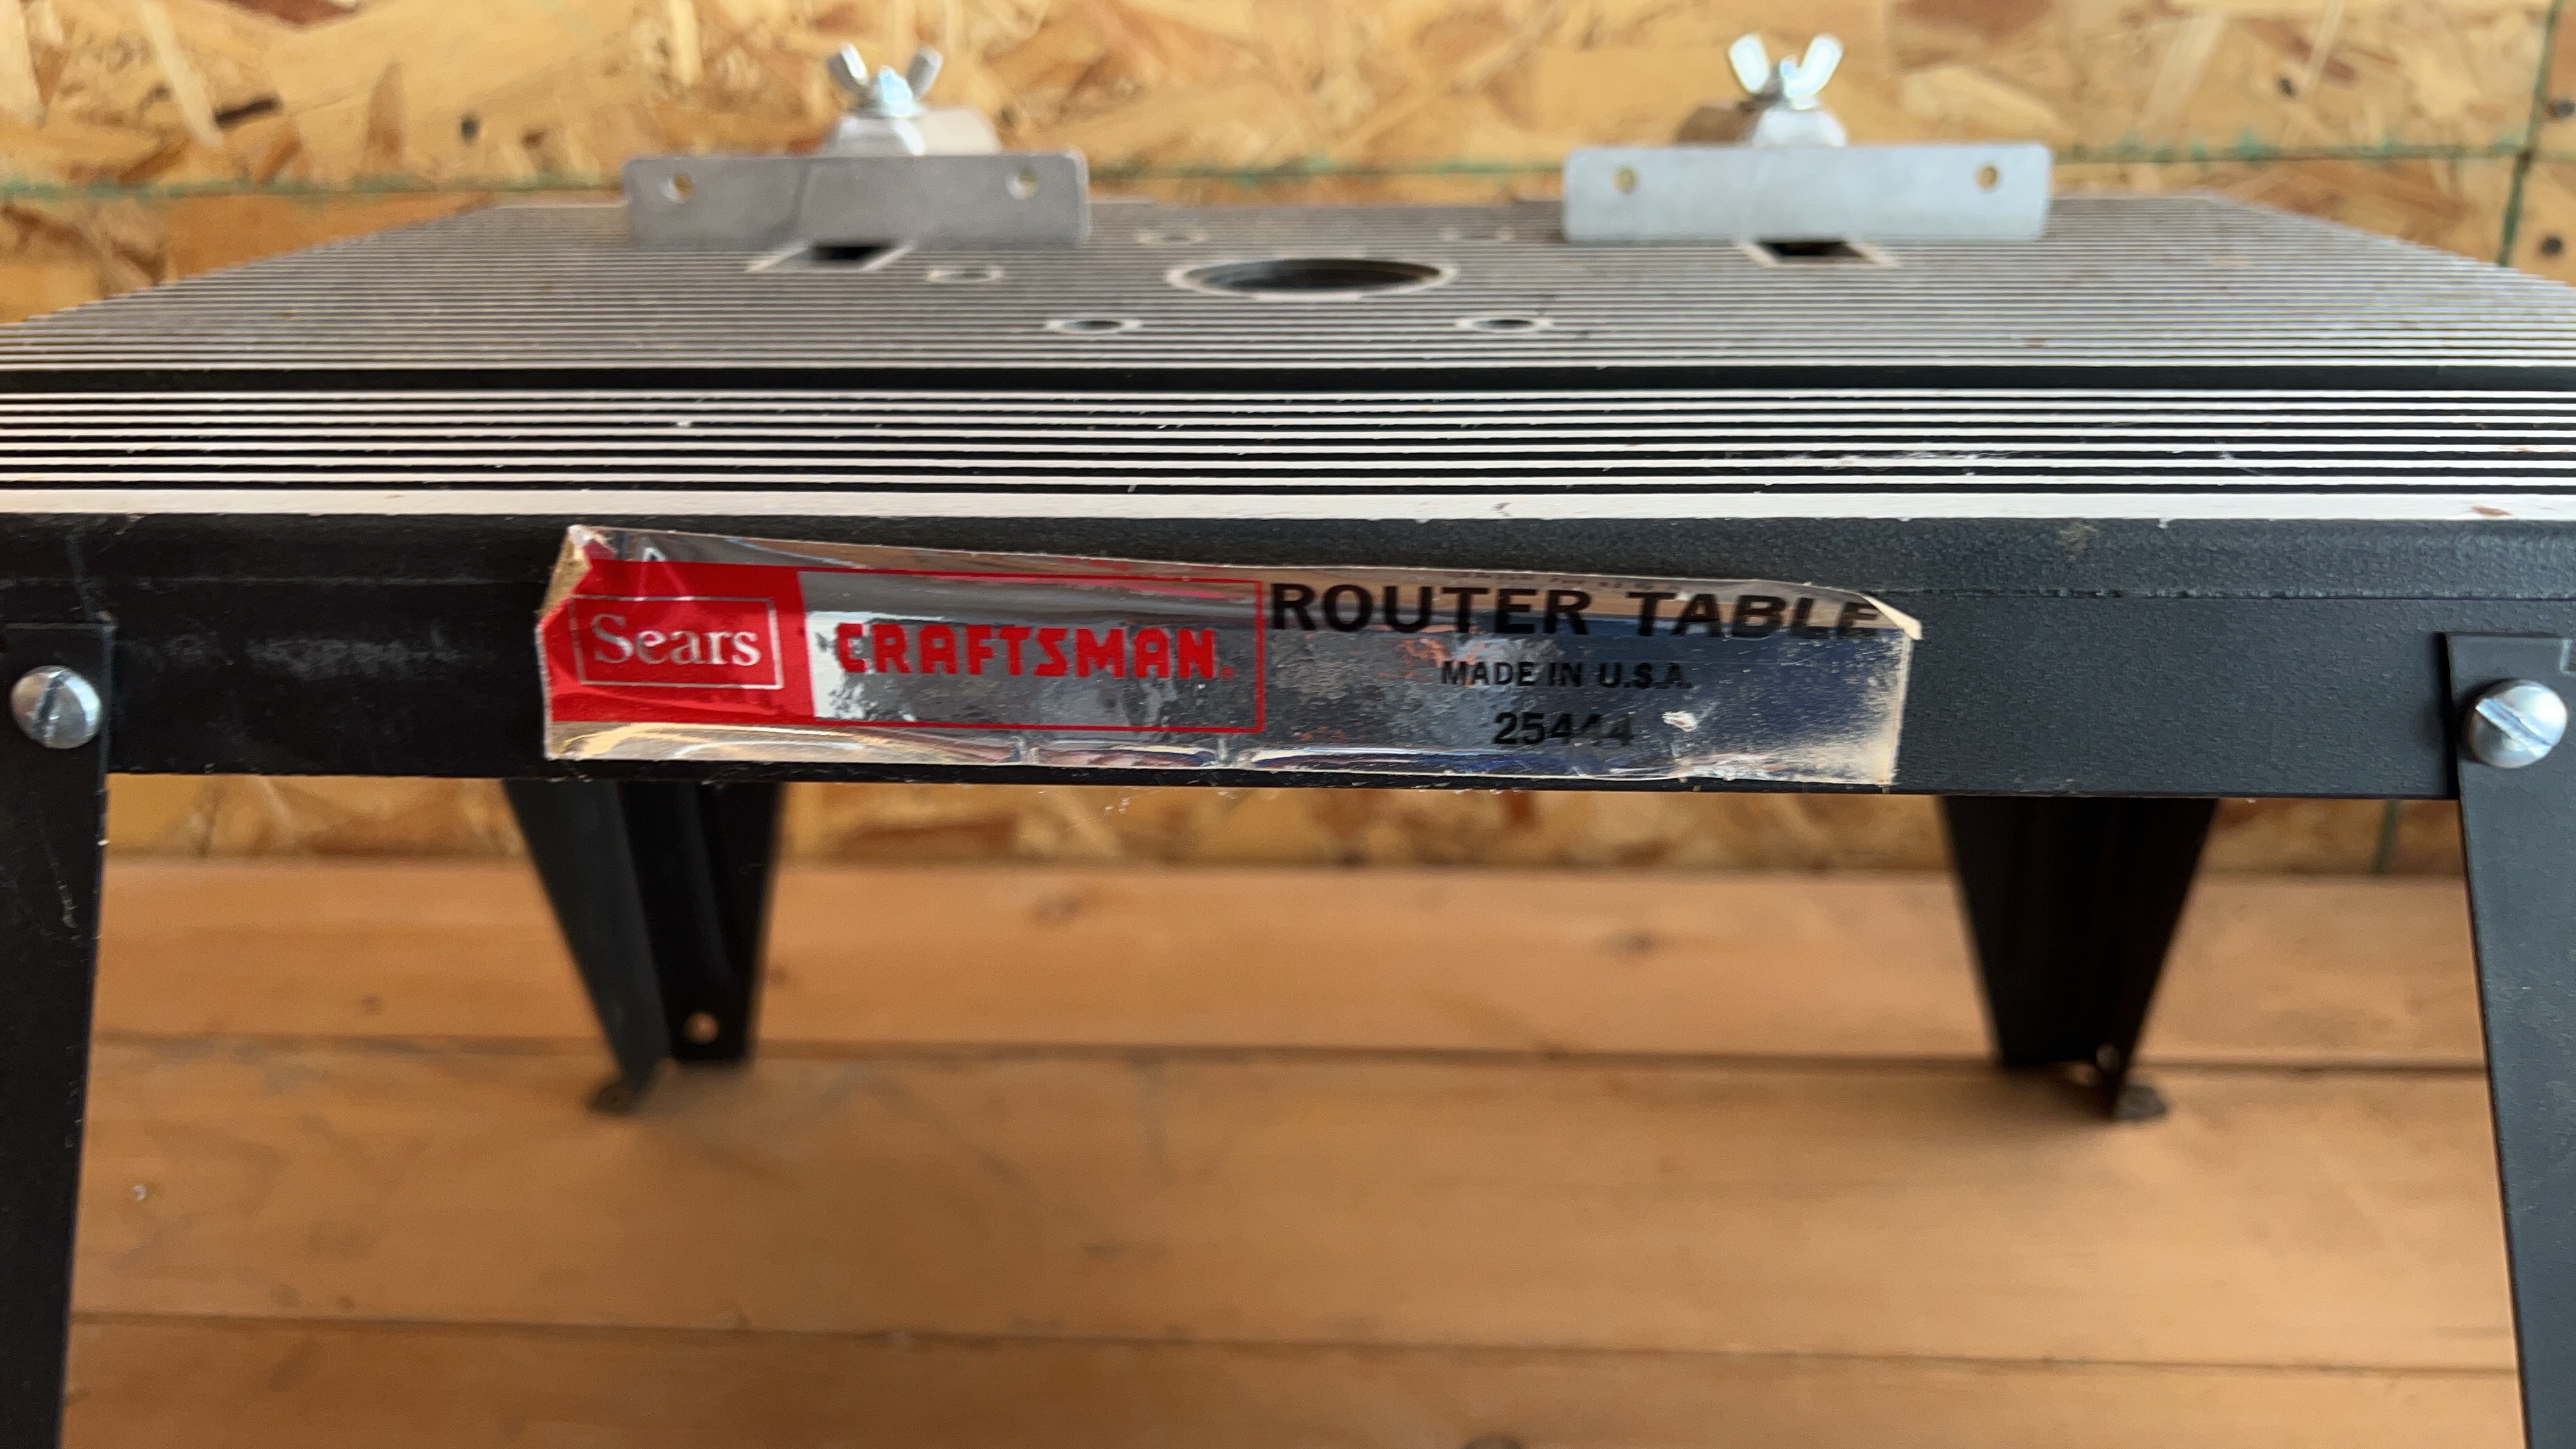 Sears CRAFTSMAN® ROUTER TABLE
MADE IN U.S.A.
25444